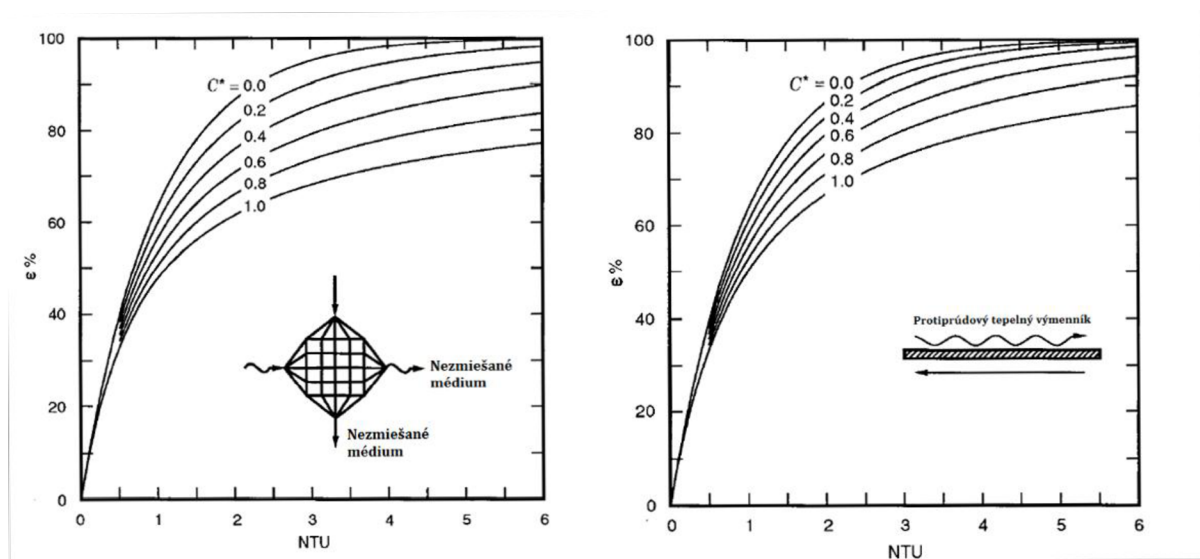 100
80
60
40
20
0
ε %
C* = 0.0
0.2
0.4
0.6
0.8
1.0
Nezmiešané
médium
Nezmiešané
médium
0 1 2 3 4 5 6
NTU
100
80
60
40
20
0
ε %
C* = 0.0
0.2
0.4
0.6
0.8
1.0
Protiprúdový tepelný výmenník
0 1 2 3 4 5 6
NTU